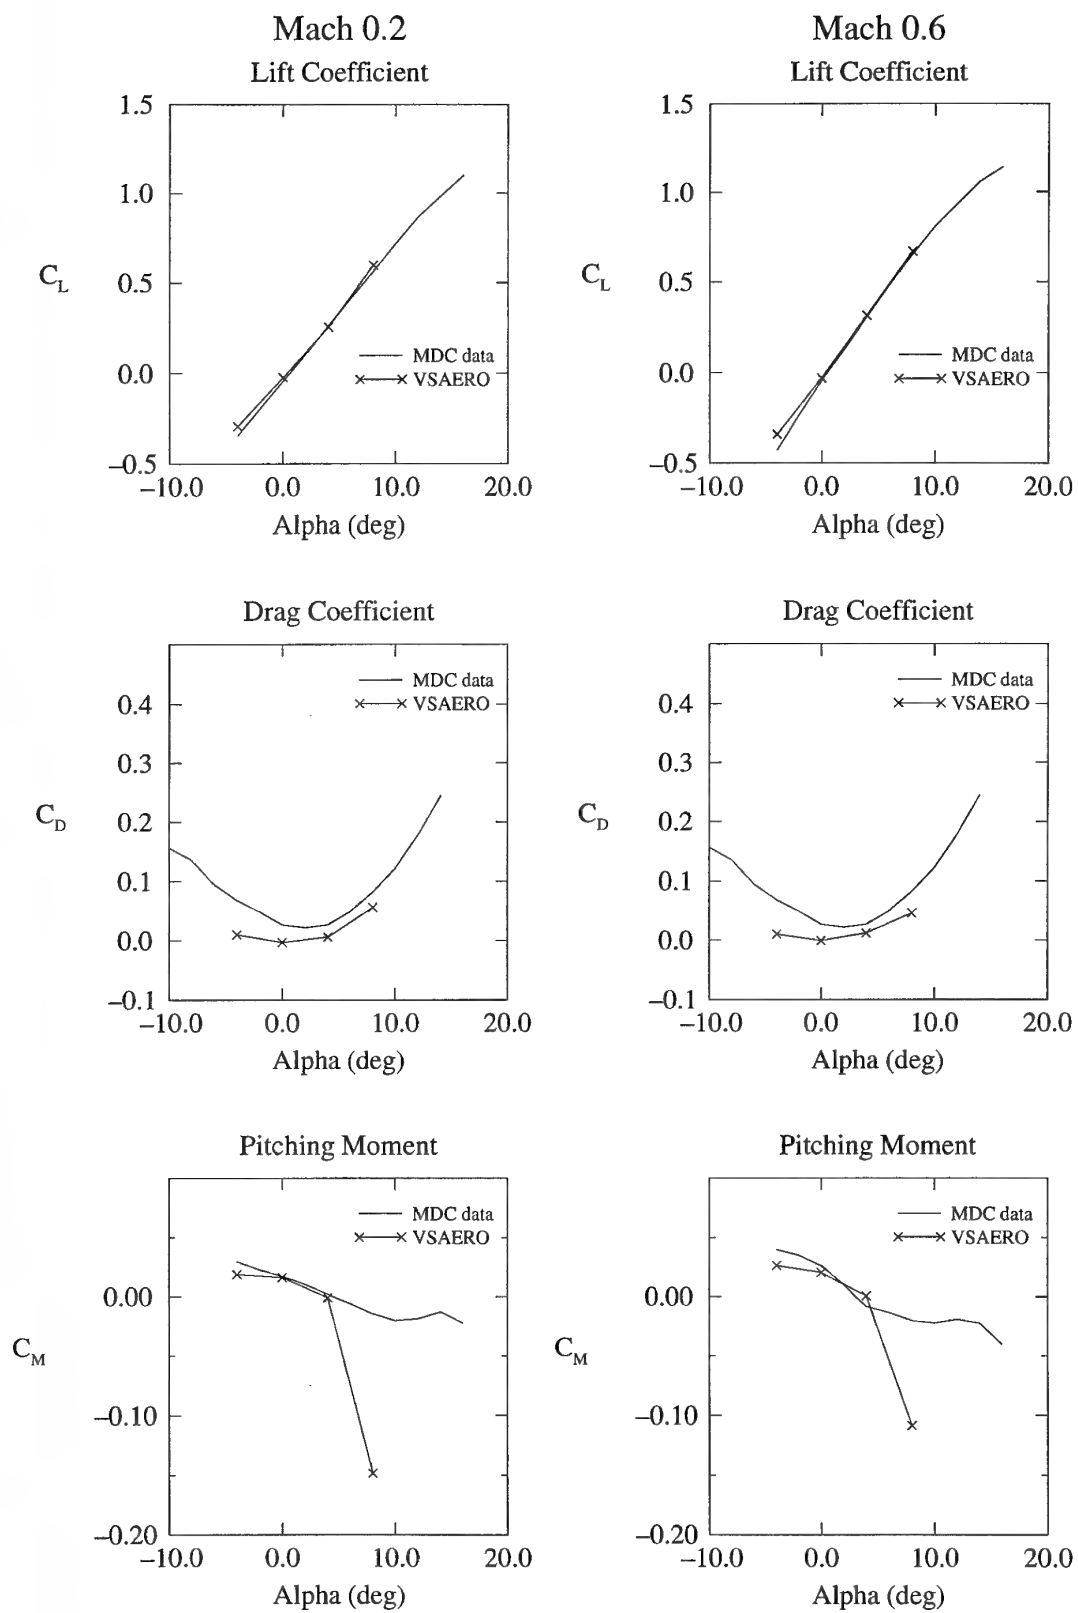 Mach 0.2
Lift Coefficient
1.5
1.0
C_L
0.5
MDC data
VSAERO
0.0
−0.5
−10.0 0.0 10.0 20.0
Alpha (deg)
Mach 0.6
Lift Coefficient
1.5
1.0
C_L
0.5
MDC data
VSAERO
0.0
−0.5
−10.0 0.0 10.0 20.0
Alpha (deg)
Drag Coefficient
MDC data
VSAERO
0.4
0.3
C_D
0.2
0.1
0.0
−0.1
−10.0 0.0 10.0 20.0
Alpha (deg)
Drag Coefficient
MDC data
VSAERO
0.4
0.3
C_D
0.2
0.1
0.0
−0.1
−10.0 0.0 10.0 20.0
Alpha (deg)
Pitching Moment
MDC data
VSAERO
0.00
C_M
−0.10
−0.20
−10.0 0.0 10.0 20.0
Alpha (deg)
Pitching Moment
MDC data
VSAERO
0.00
C_M
−0.10
−0.20
−10.0 0.0 10.0 20.0
Alpha (deg)